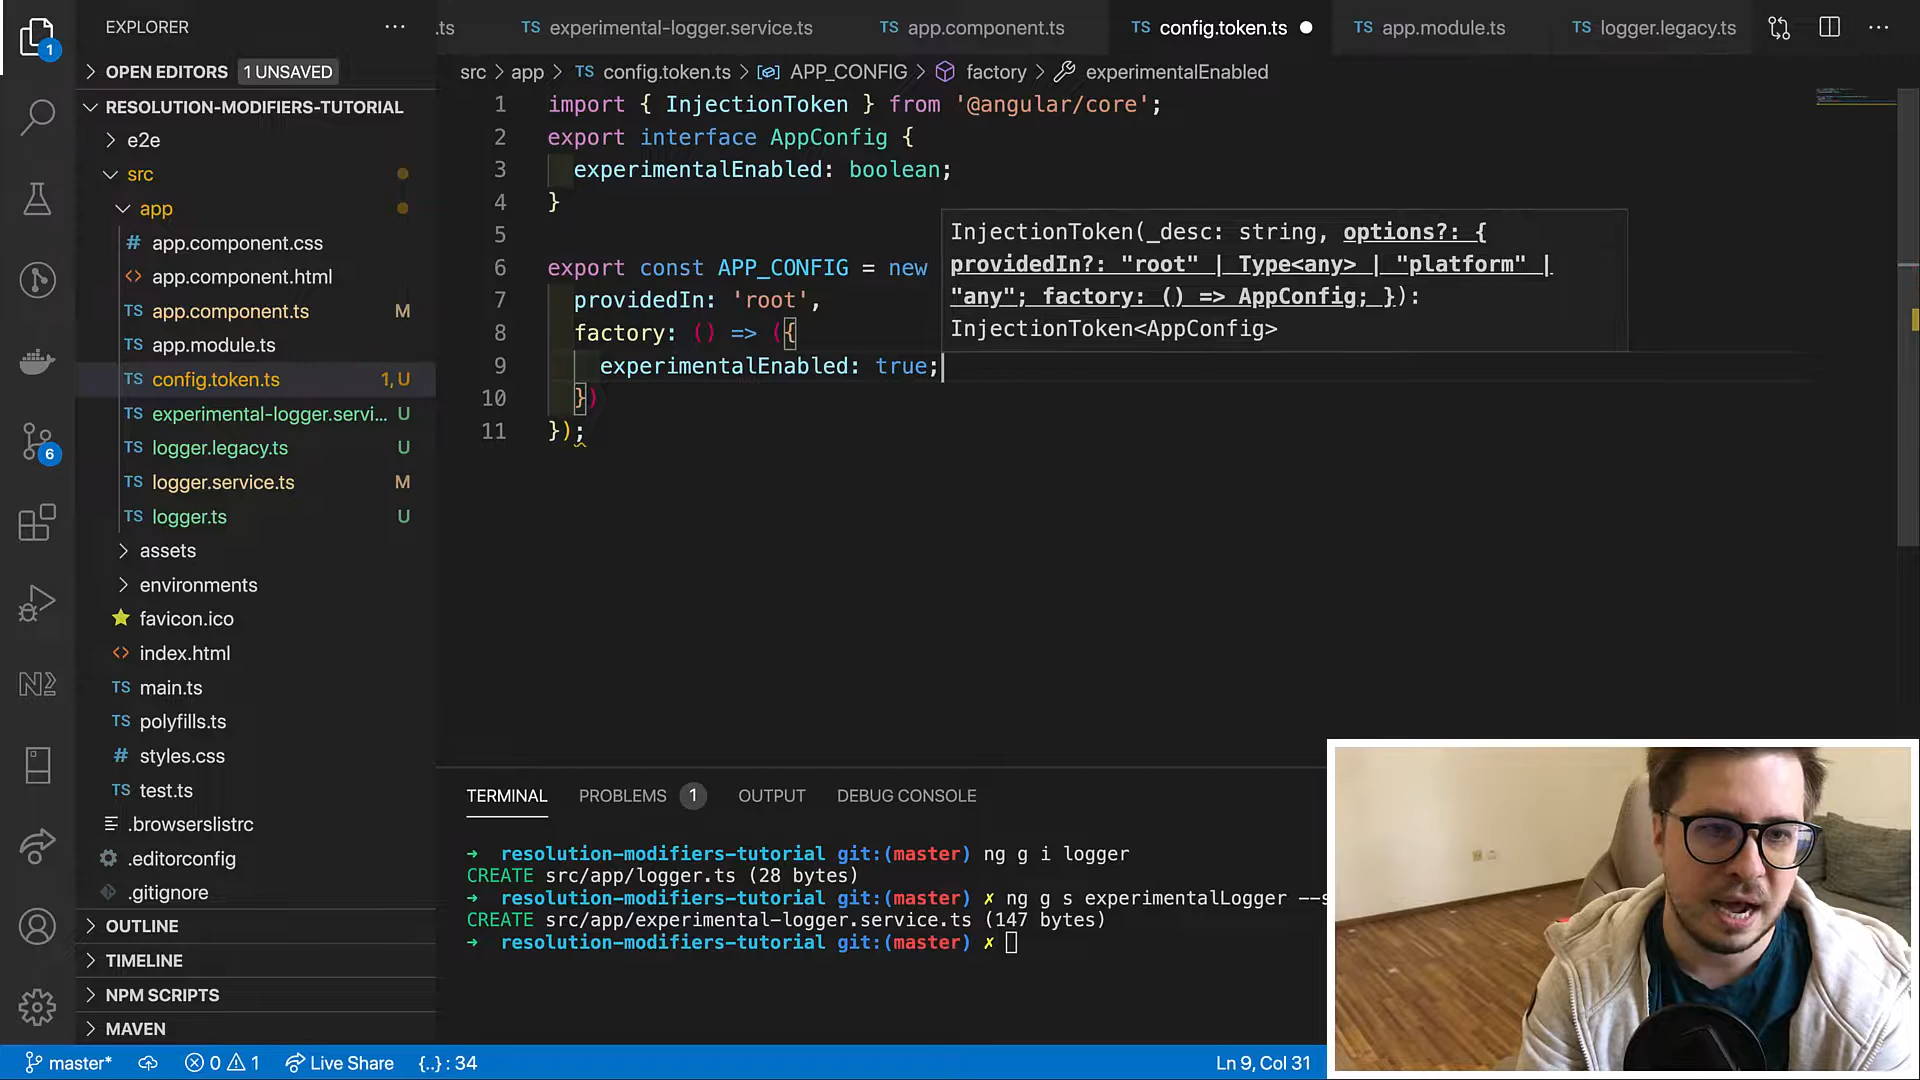 EXPLORER
.ts
experimental-logger.service.ts
app.component.ts
config.token.ts
app.module.ts
logger.legacy.ts
1
OPEN EDITORS
1 UNSAVED
RESOLUTION-MODIFIERS-TUTORIAL
e2e
src
app
# app.component.css
<> app.component.html
TS app.component.ts M
TS app.module.ts
TS config.token.ts 1, U
TS experimental-logger.servi... U
TS logger.legacy.ts U
TS logger.service.ts M
TS logger.ts U
assets
environments
favicon.ico
<> index.html
TS main.ts
TS polyfills.ts
# styles.css
TS test.ts
.browserslistrc
.editorconfig
.gitignore
OUTLINE
TIMELINE
NPM SCRIPTS
MAVEN
6
src > app > TS config.token.ts > APP_CONFIG > factory > experimentalEnabled
1 import { InjectionToken } from '@angular/core';
2 export interface AppConfig {
3 experimentalEnabled: boolean;
4 }
5
6 export const APP_CONFIG = new
7 providedIn: 'root',
8 factory: () => ({
9 experimentalEnabled: true;
10 })
11 });
InjectionToken(_desc: string, options?: {
providedIn?: "root" | Type<any> | "platform" |
"any"; factory: () => AppConfig; }):
InjectionToken<AppConfig>
TERMINAL
PROBLEMS 1
OUTPUT
DEBUG CONSOLE
→ resolution-modifiers-tutorial git:(master) ng g i logger
CREATE src/app/logger.ts (28 bytes)
→ resolution-modifiers-tutorial git:(master) ✗ ng g s experimentalLogger --s
CREATE src/app/experimental-logger.service.ts (147 bytes)
→ resolution-modifiers-tutorial git:(master) ✗
master*
0
1
Live Share
{..} : 34
Ln 9, Col 31